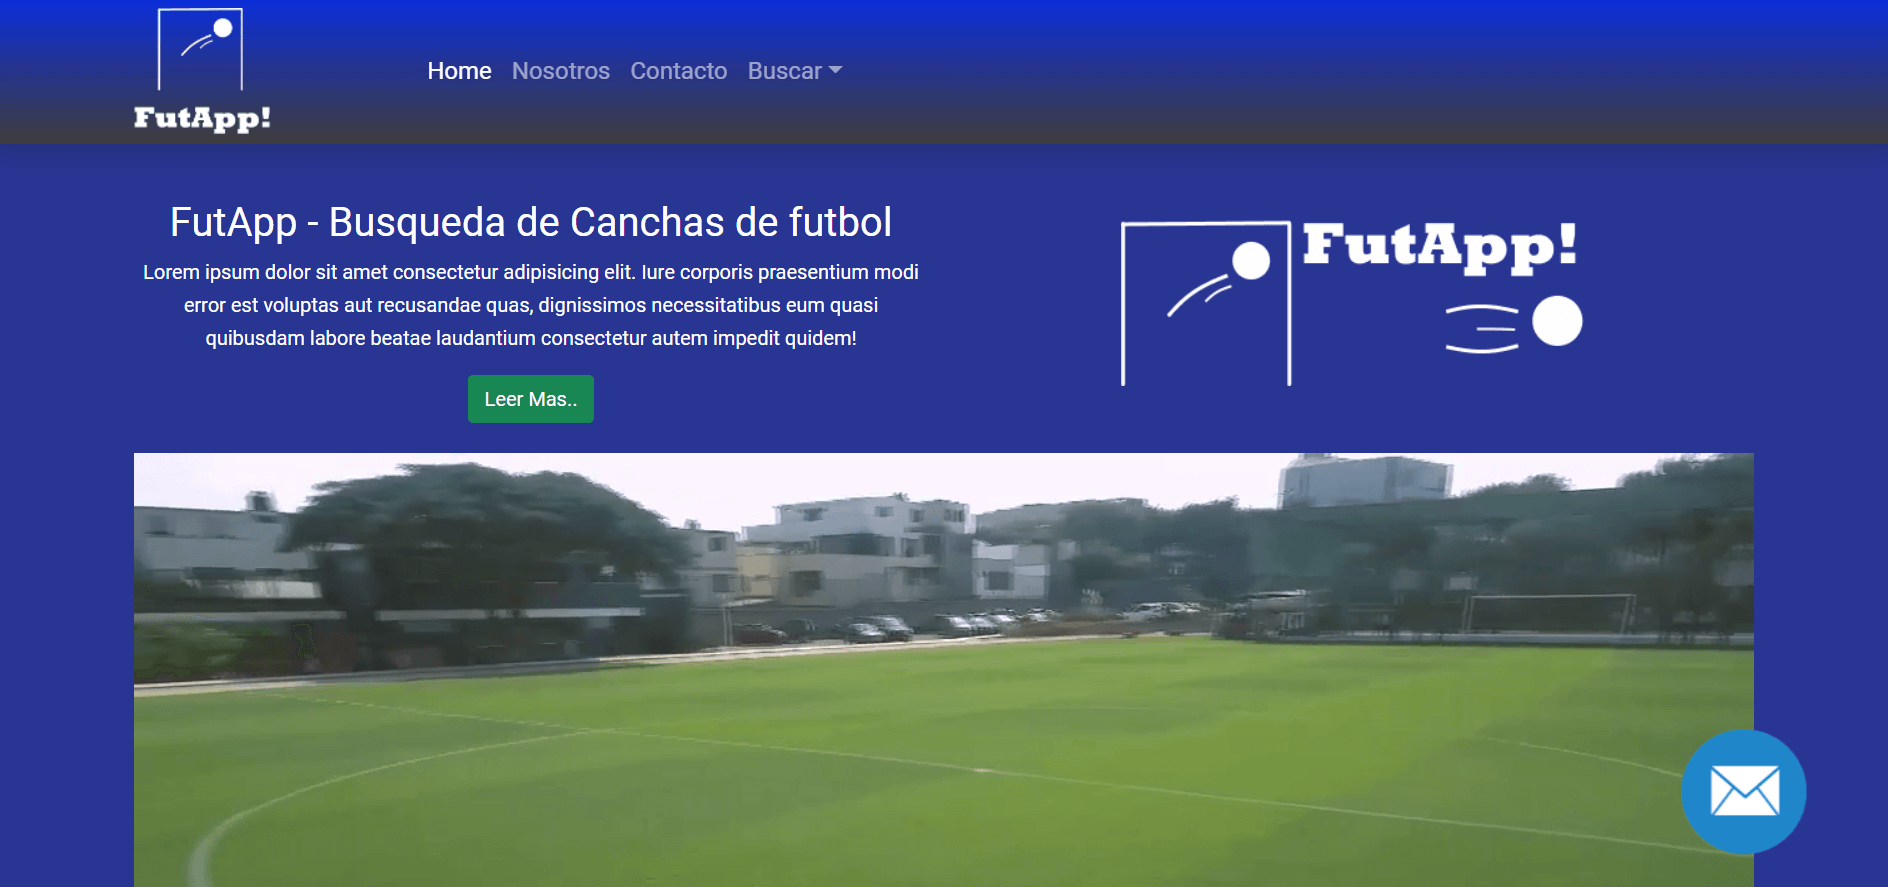 FutApp!
Home Nosotros Contacto Buscar
FutApp - Busqueda de Canchas de futbol
Lorem ipsum dolor sit amet consectetur adipisicing elit. Iure corporis praesentium modi
error est voluptas aut recusandae quas, dignissimos necessitatibus eum quasi
quibusdam labore beatae laudantium consectetur autem impedit quidem!
Leer Mas..
FutApp!